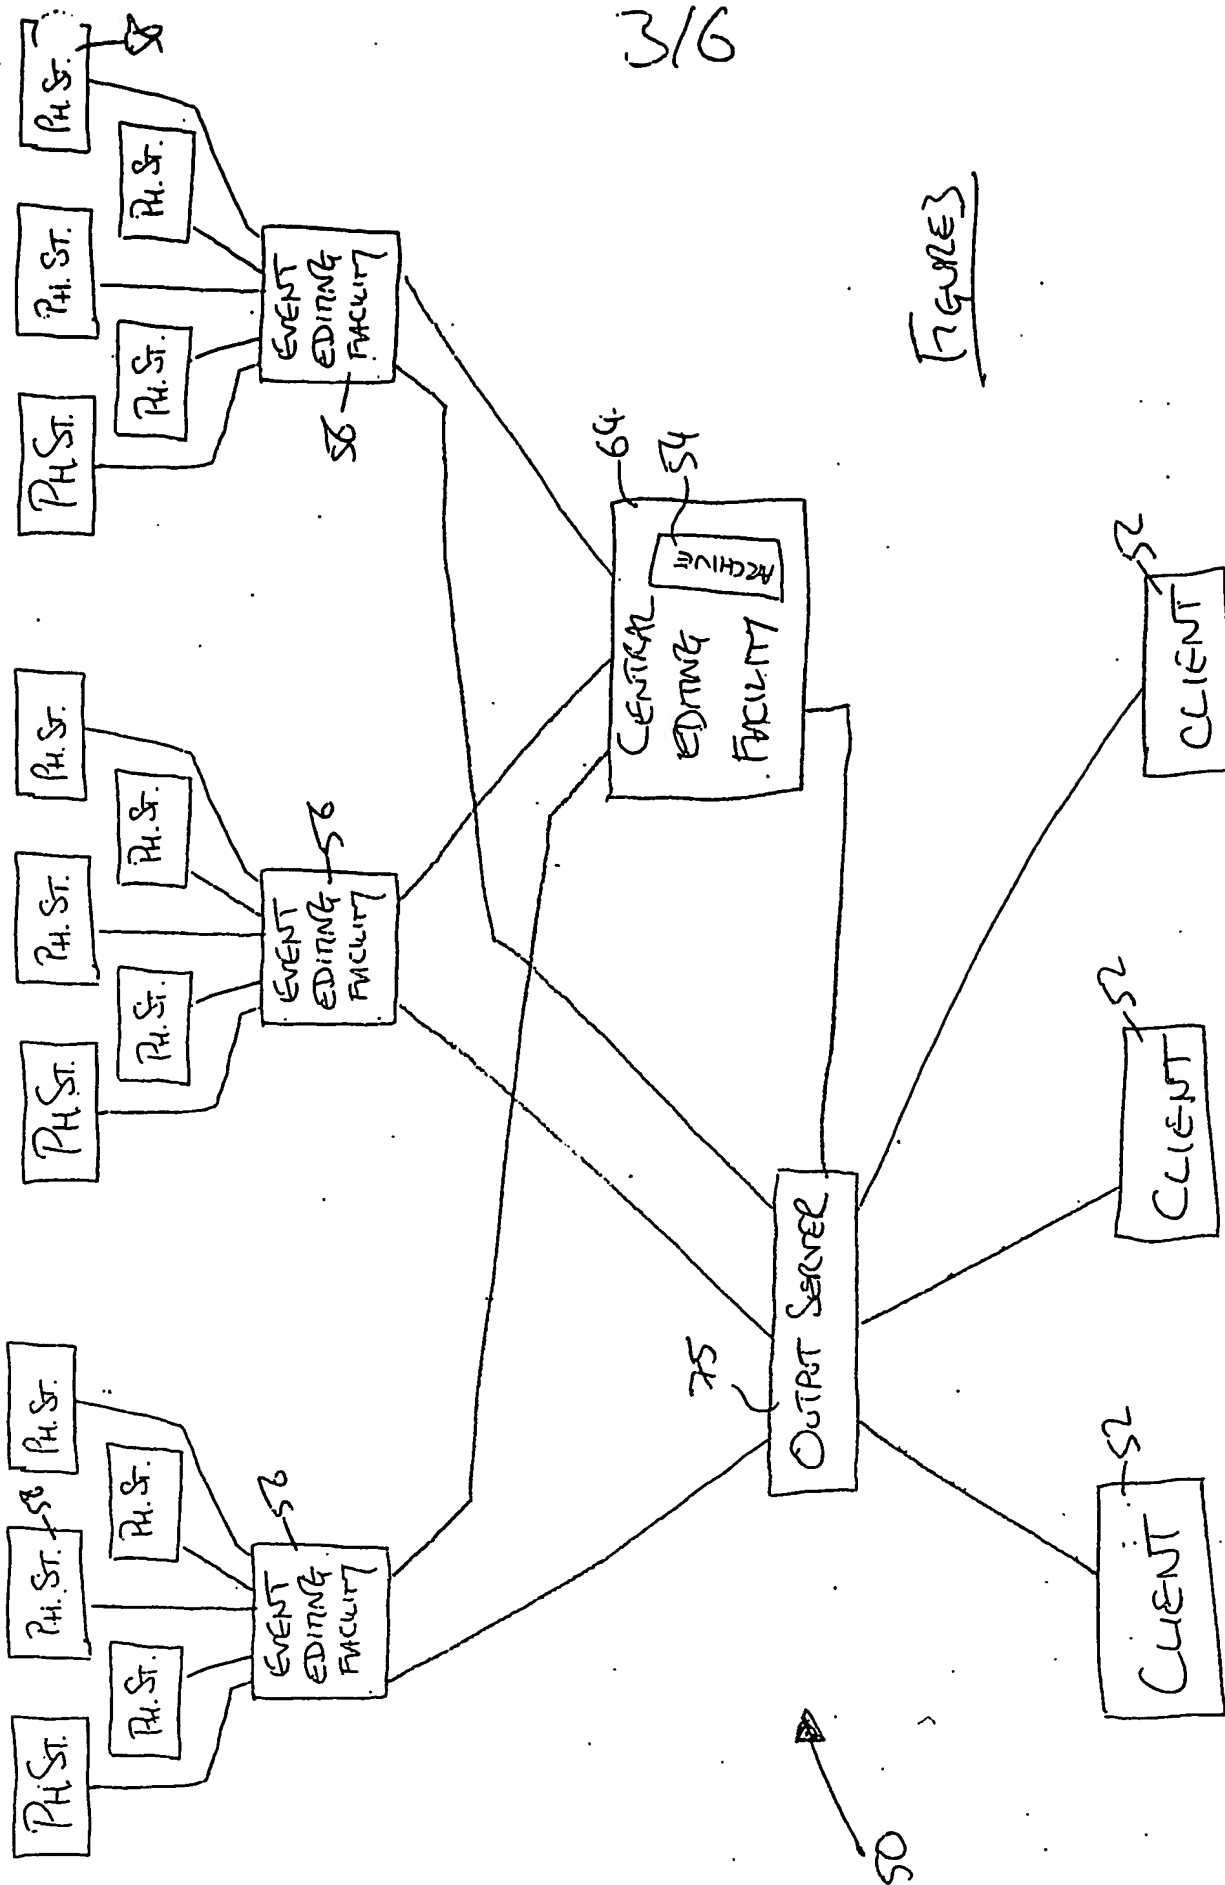 3/6
PH.ST.
PH.ST.
PH.ST.
PH.ST.
PH.ST.
58
EVENT
EDITING
FACILITY
56
PH.ST.
PH.ST.
PH.ST.
PH.ST.
PH.ST.
EVENT
EDITING
FACILITY
56
PH.ST.
PH.ST.
PH.ST.
PH.ST.
PH.ST.
EVENT
EDITING
FACILITY
56
CENTRAL
EDITING
FACILITY
ARCHIVE
64
54
75
OUTPUT SERVER
CLIENT
52
CLIENT
52
CLIENT
52
50
FIGURE 3